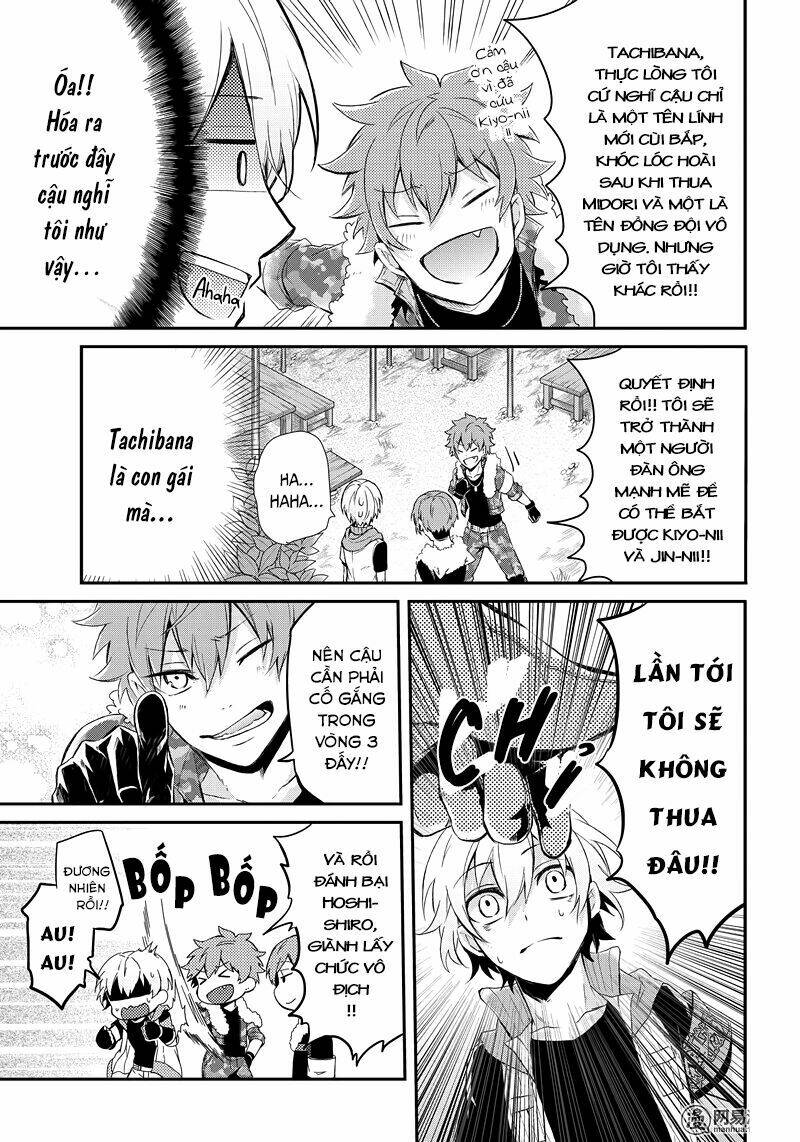 TACHIBANA,
THỰC LÒNG TÔI
CỨ NGHĨ CẬU CHỈ
LÀ MỘT TÊN LÍNH
MỚI CÙI BẮP,
KHÓC LÓC HOÀI
SAU KHI THUA
MIDORI VÀ MỘT LÀ
TÊN ĐỒNG ĐỘI VÔ
DỤNG. NHƯNG
GIỜ TÔI THẤY
KHÁC RỒI!!
Cảm
ơn cậu
vì đã
cứu
Kiyo-nii
!!
Óa!!
Hóa ra
trước đây
cậu nghĩ
tôi như
vậy...
Ahaha
QUYẾT ĐỊNH
RỒI!! TÔI SẼ
TRỞ THÀNH
MỘT NGƯỜI
ĐÀN ÔNG
MẠNH MẼ ĐỂ
CÓ THỂ BẮT
ĐƯỢC KIYO-NII
VÀ JIN-NII!!
HA...
HAHA...
Tachibana
là con gái
mà...
LẦN TỚI
TÔI SẼ
KHÔNG
THUA
ĐÂU!!
CHỈ
NÊN CẬU
CẦN PHẢI
CỐ GẮNG
TRONG
VÒNG 3
ĐẤY!!
VÀ RỒI
ĐÁNH BẠI
HOSHI-
SHIRO,
GIÀNH LẤY
CHỨC VÔ
ĐỊCH
!!
BỐP BỐP
ĐƯƠNG
NHIÊN
RỒI!!
AU!
AU!
网易漫
manhua.1